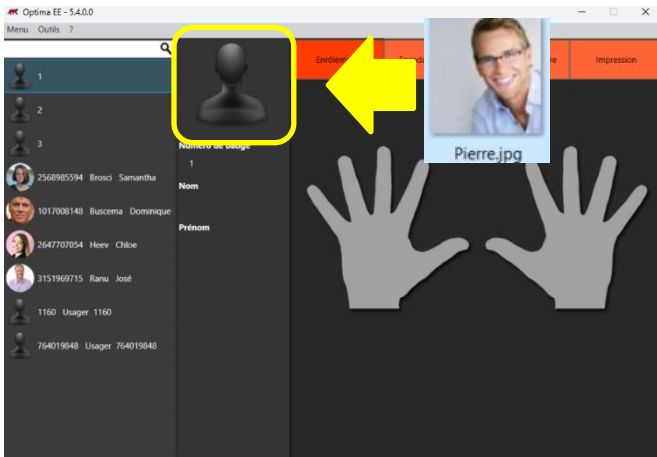 Optima EE - 5.4.0.0
Menu Outils ?
Impression
1
2
3
2568985594 Brosci Samantha
1017008148 Buscema Dominique
2647707054 Heev Chloe
3151969715 Ranu José
1160 Usager 1160
764019848 Usager 764019848
Numéro de badge
1
Nom
Prénom
Pierre.jpg